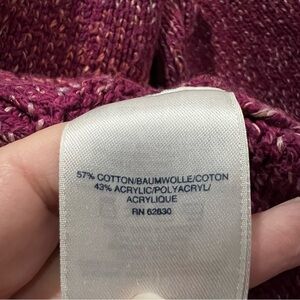 57% COTTON/BAUMWOLLE/COTON
43% ACRYLIC/POLYACRYL/
ACRYLIQUE
RN 62830